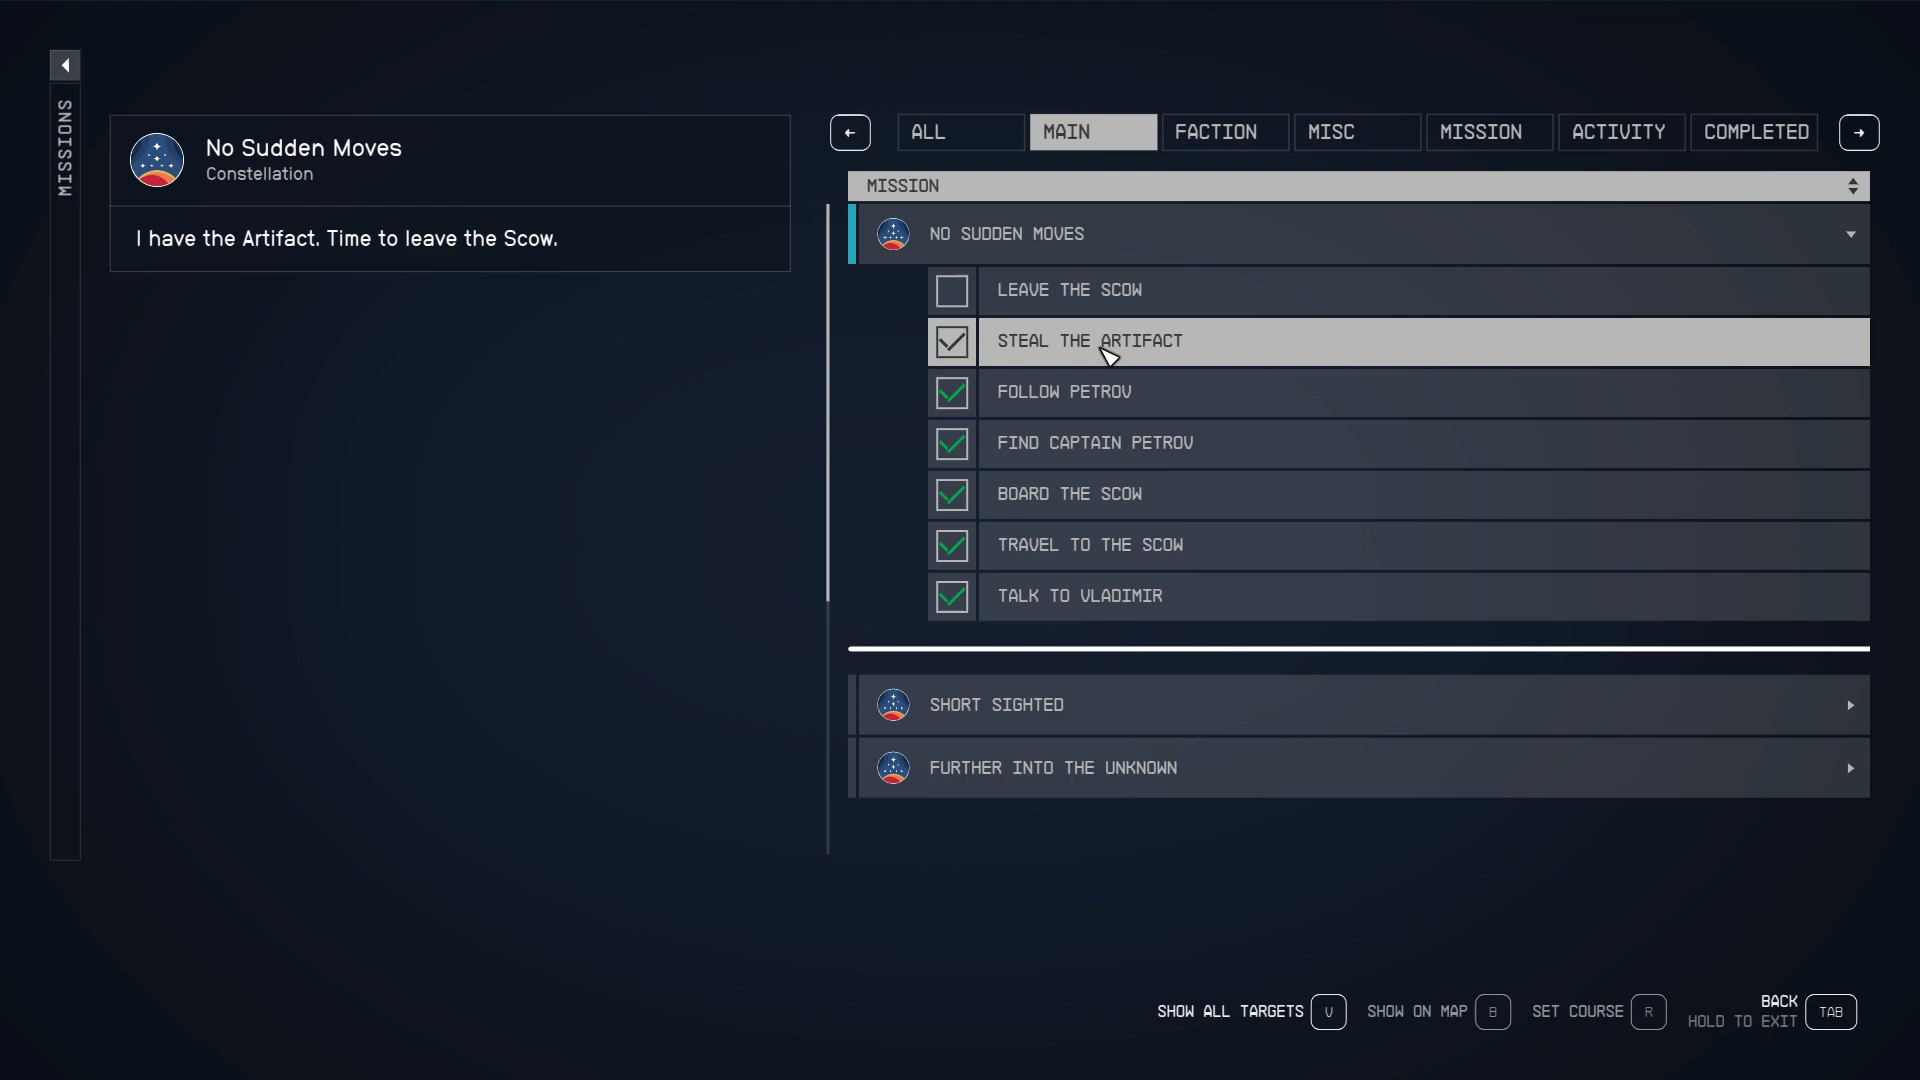 MISSIONS
No Sudden Moves
Constellation
I have the Artifact. Time to leave the Scow.
ALL
MAIN
FACTION
MISC
MISSION
ACTIVITY
COMPLETED
MISSION
NO SUDDEN MOVES
LEAVE THE SCOW
STEAL THE ARTIFACT
FOLLOW PETROV
FIND CAPTAIN PETROV
BOARD THE SCOW
TRAVEL TO THE SCOW
TALK TO VLADIMIR
SHORT SIGHTED
FURTHER INTO THE UNKNOWN
SHOW ALL TARGETS V
SHOW ON MAP B
SET COURSE R
BACK
HOLD TO EXIT
TAB